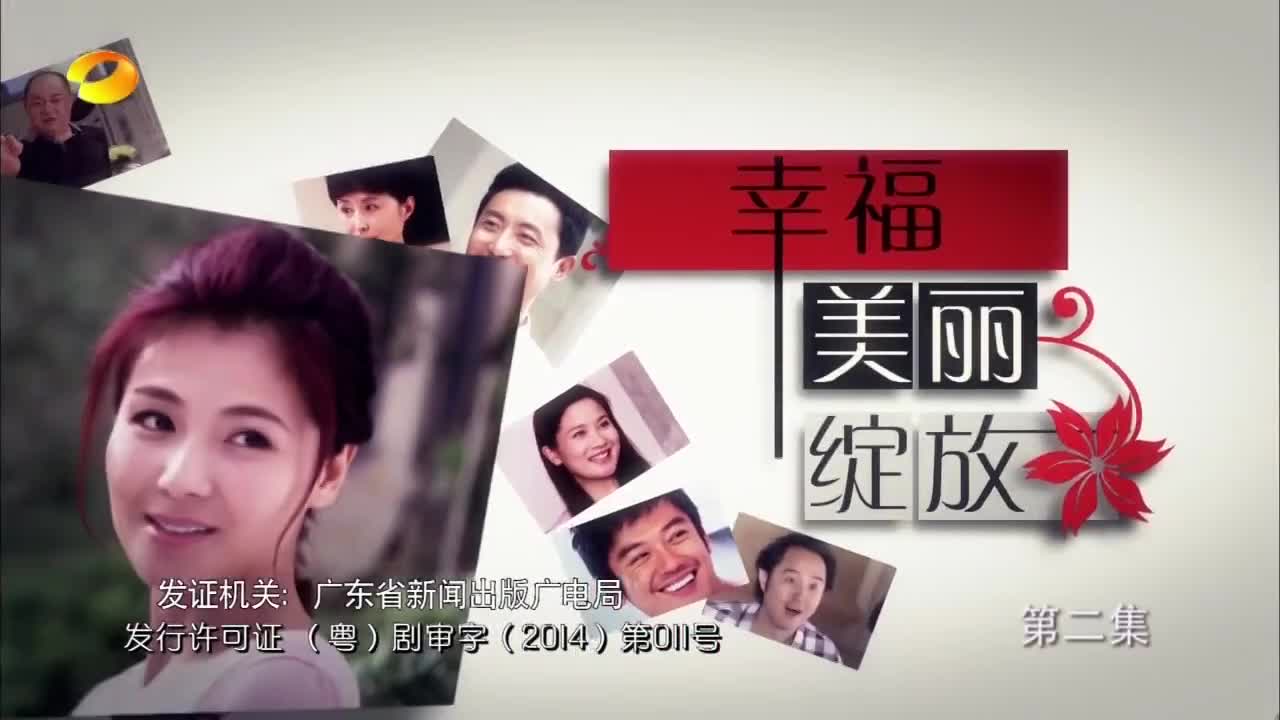 幸福
美丽
绽放
发证机关：广东省新闻出版广电局
发行许可证（粤）剧审字（2014）第011号
第二集